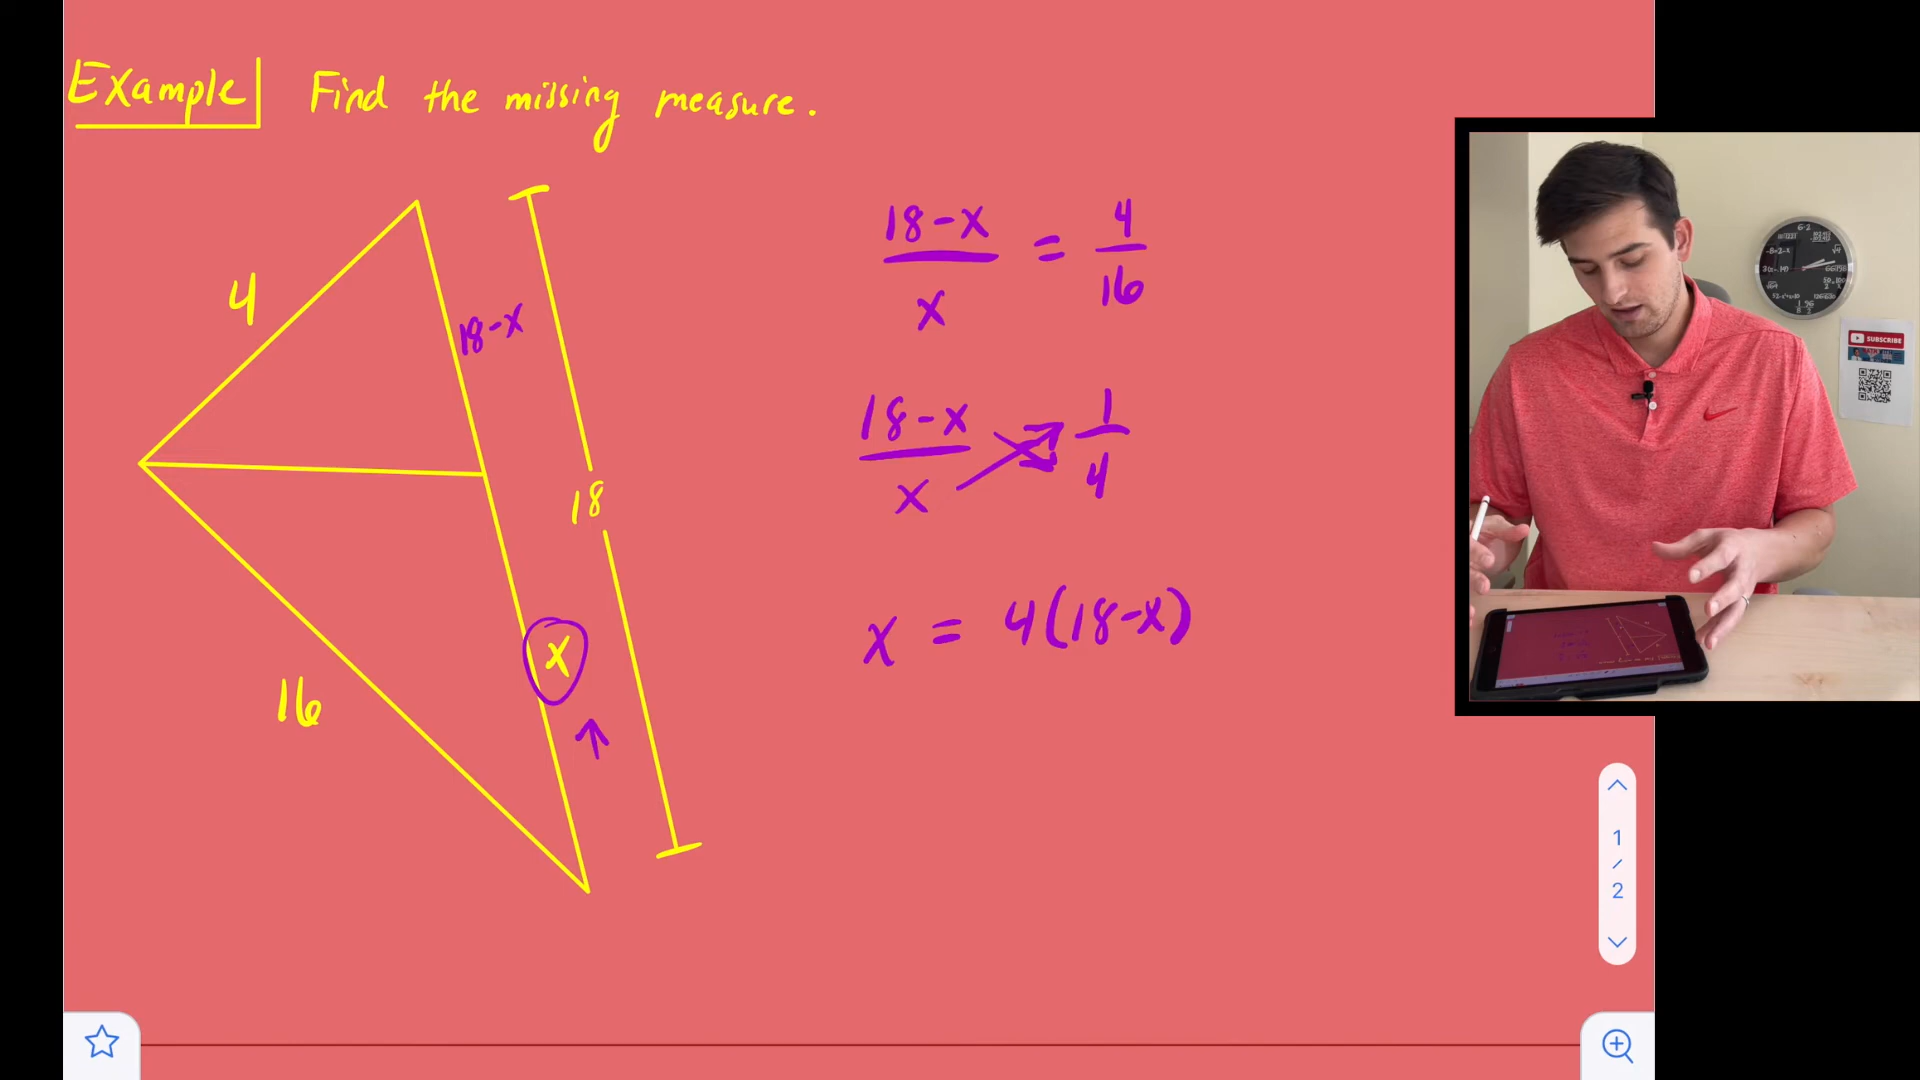 Example Find the missing measure.
4
18-x
18
x
16
18-x / x = 4 / 16
18-x / x 1 / 4
x = 4(18-x)
SUBSCRIBE
1
/
2